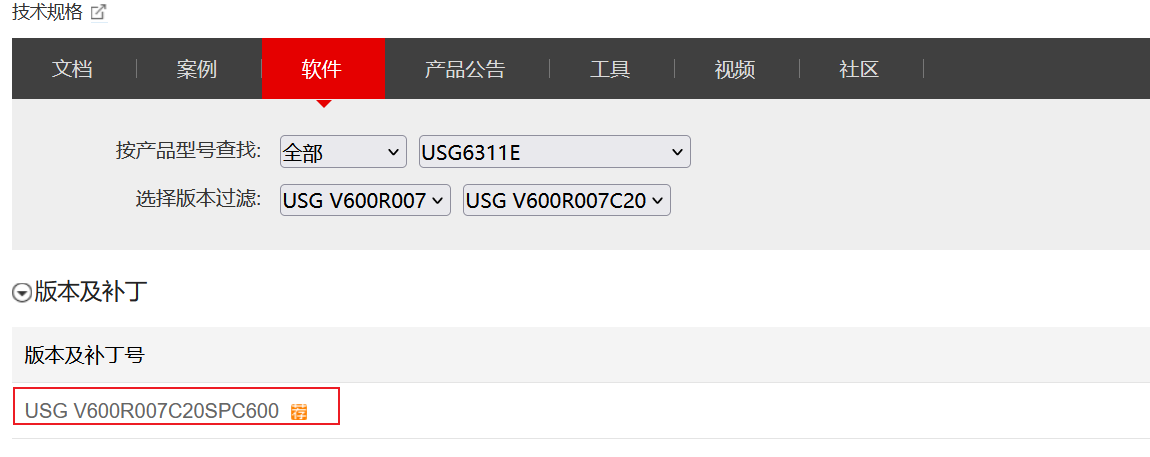 技术规格
文档 案例 软件 产品公告 工具 视频 社区
按产品型号查找: 全部 USG6311E
选择版本过滤: USG V600R007 USG V600R007C20
版本及补丁
版本及补丁号
USG V600R007C20SPC600 荐